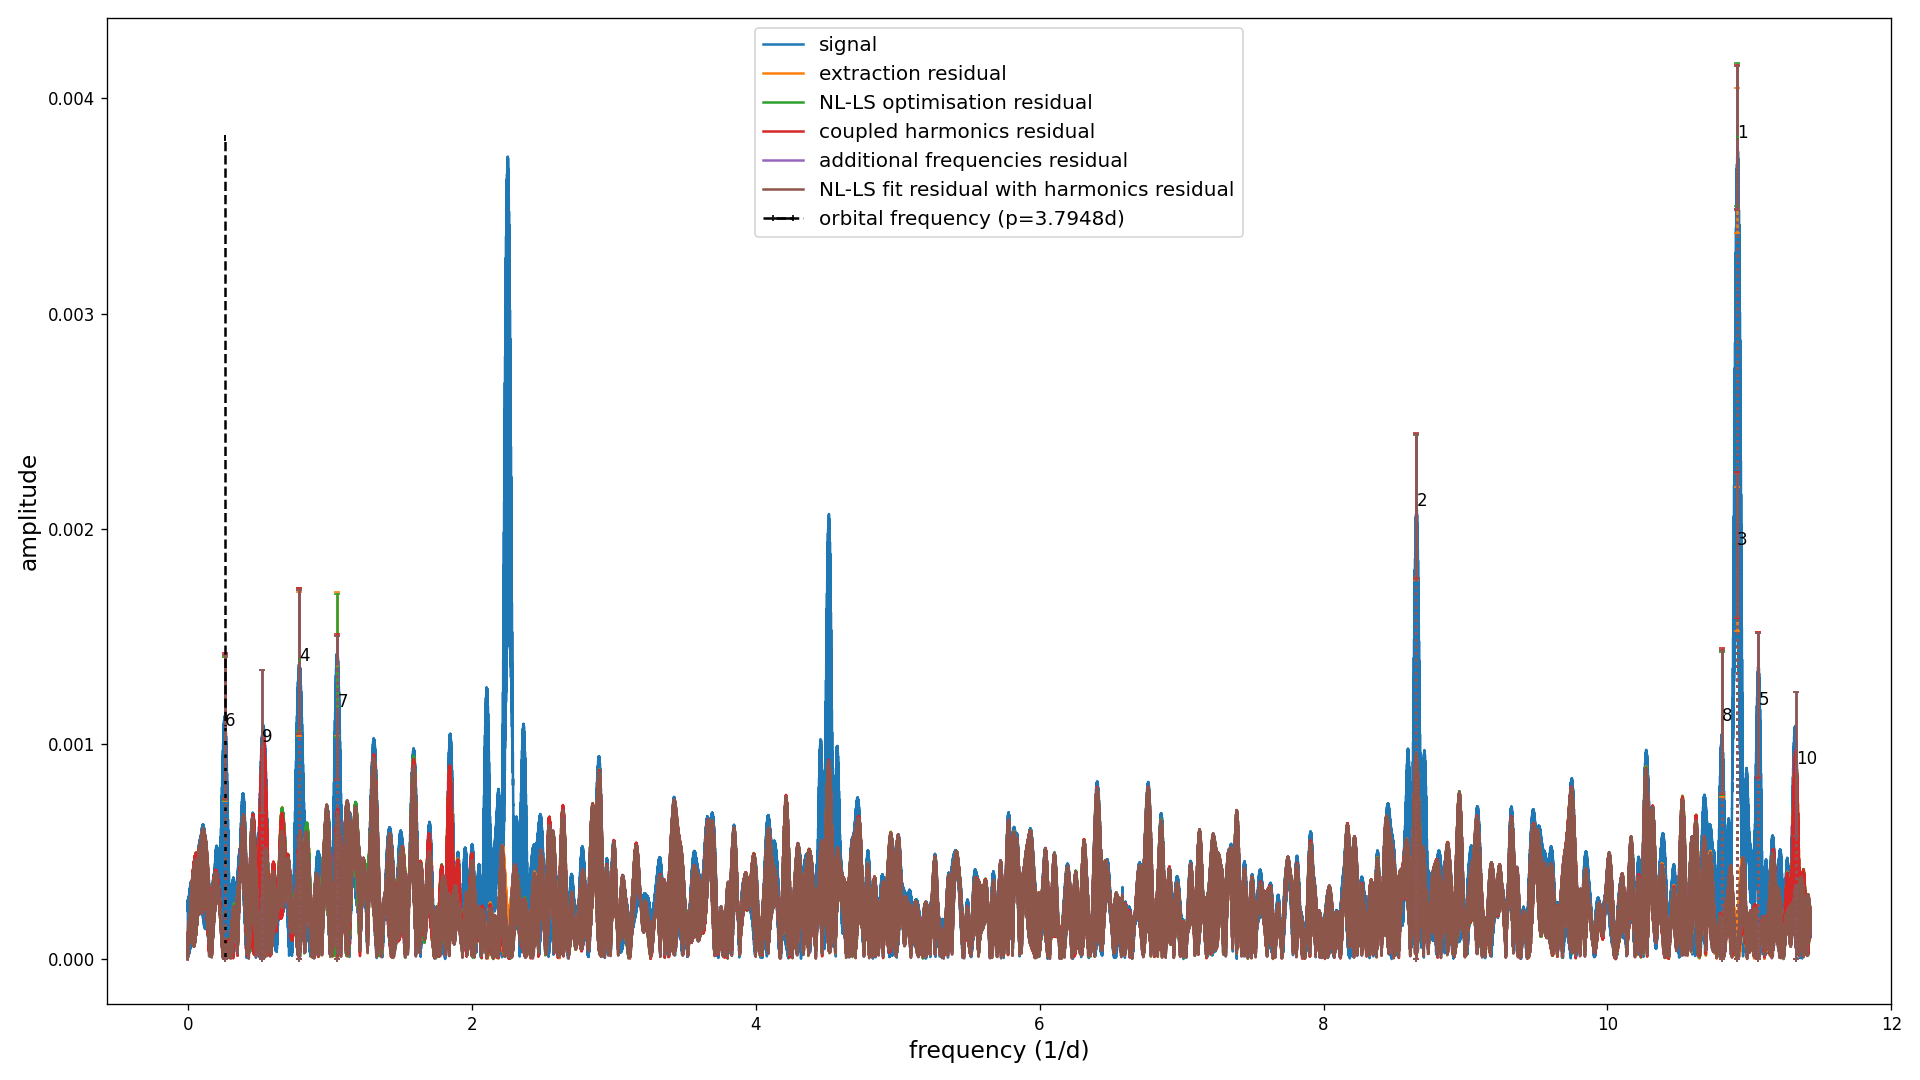 signal
extraction residual
NL-LS optimisation residual
coupled harmonics residual
additional frequencies residual
NL-LS fit residual with harmonics residual
orbital frequency (p=3.7948d)
amplitude
0.004
0.003
0.002
0.001
0.000
1
2
3
4
5
6
7
8
9
10
0
2
4
6
8
10
12
frequency (1/d)